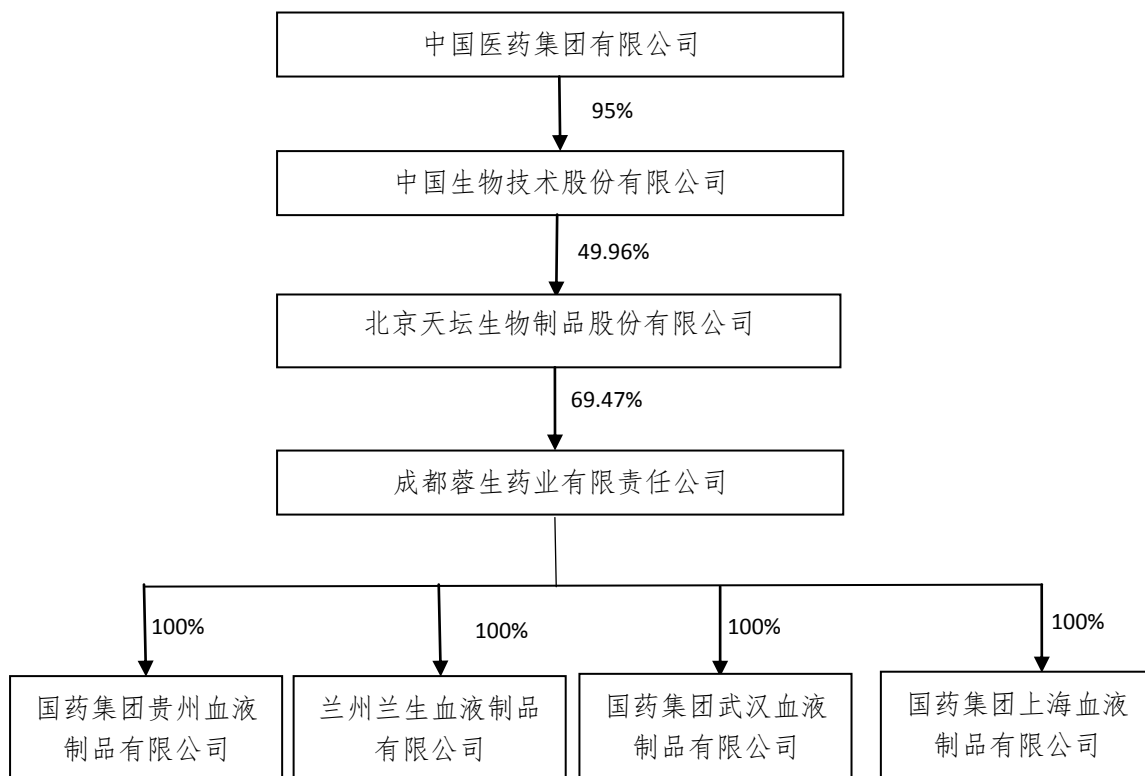 中国医药集团有限公司
95%
中国生物技术股份有限公司
49.96%
北京天坛生物制品股份有限公司
69.47%
成都蓉生药业有限责任公司
100%
100%
100%
100%
国药集团贵州血液
制品有限公司
兰州兰生血液制品
有限公司
国药集团武汉血液
制品有限公司
国药集团上海血液
制品有限公司